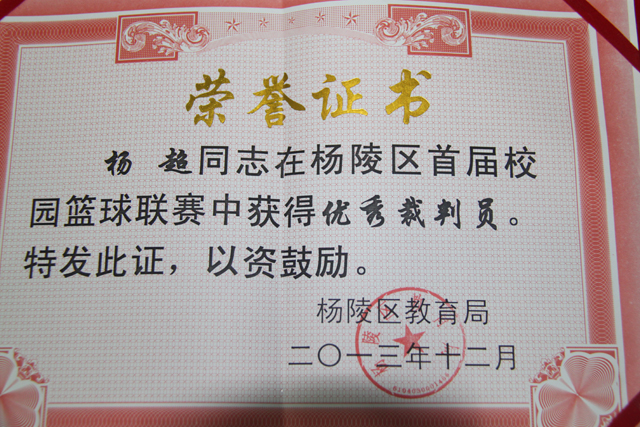 荣誉证书
杨 超同志在杨陵区首届校
园篮球联赛中获得优秀裁判员。
特发此证，以资鼓励。
杨陵区教育局
二〇一三年十二月